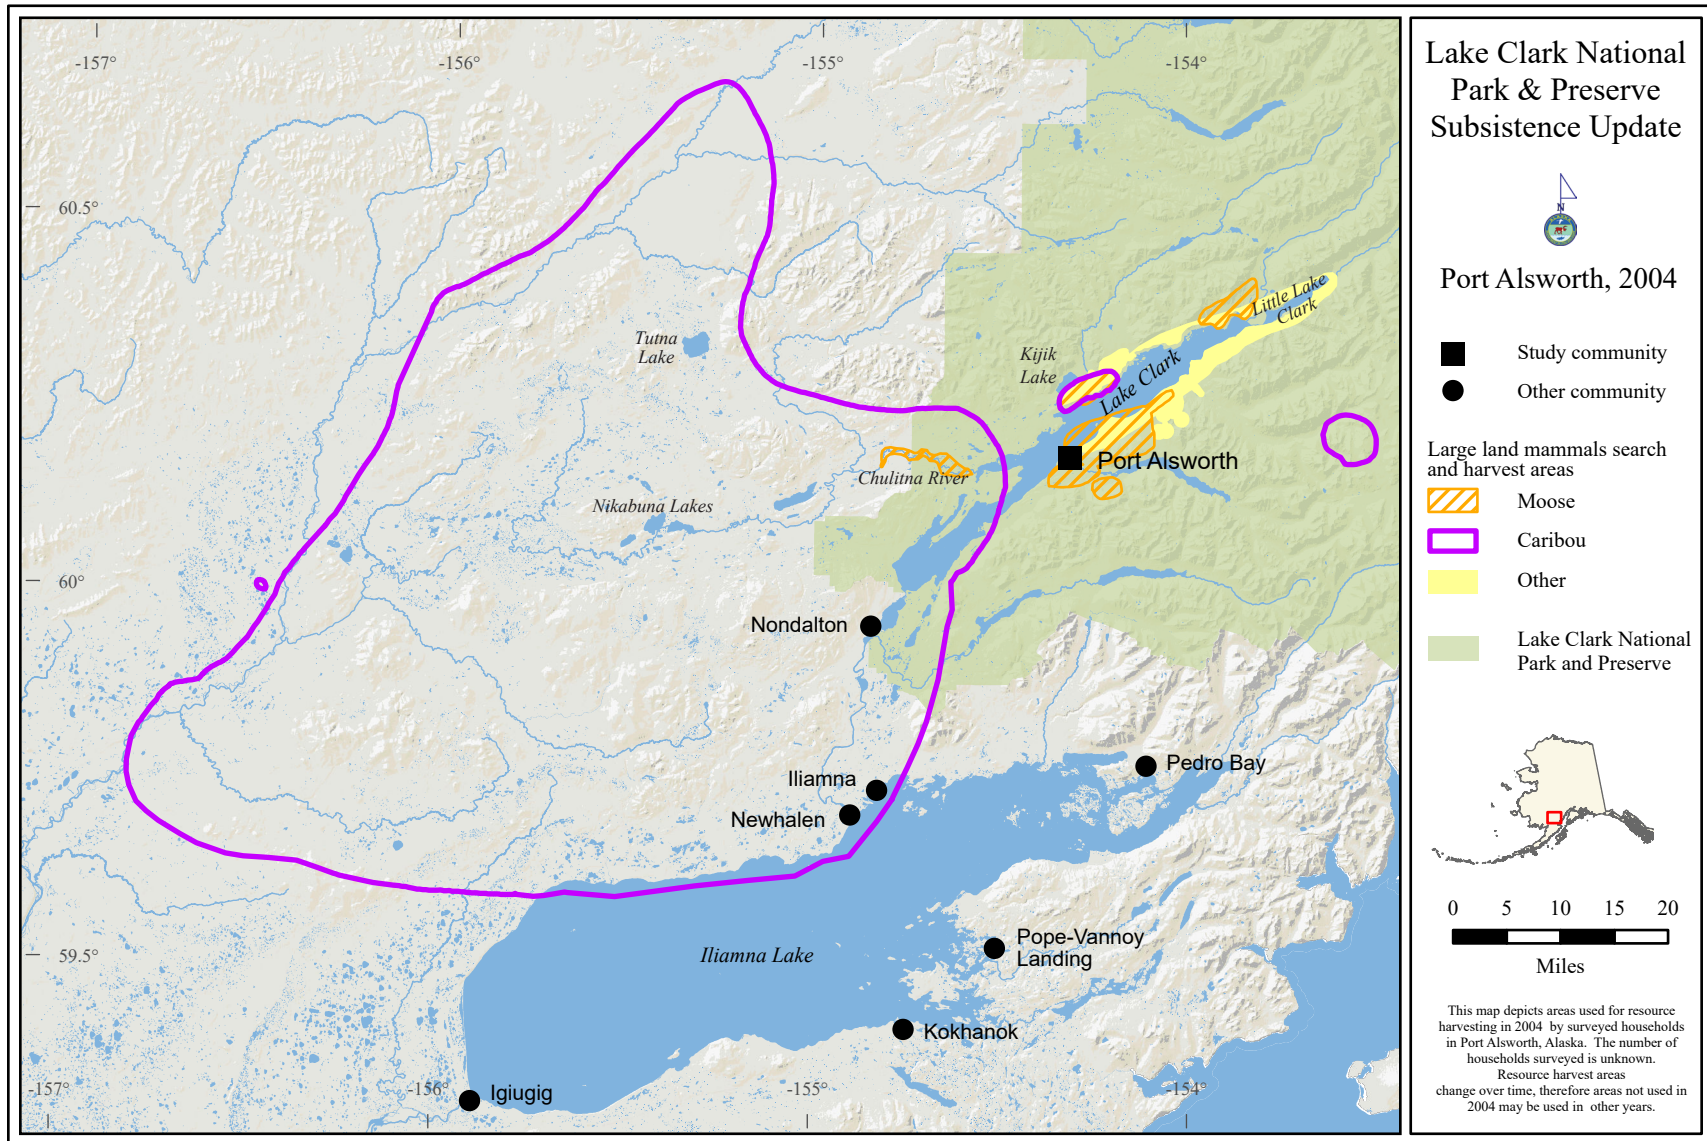 -157°
-156°
-155°
-154°
60.5°
60°
59.5°
Tutna
Lake
Kijik
Lake
Little Lake
Clark
Lake Clark
Port Alsworth
Chulitna River
Nikabuna Lakes
Nondalton
Iliamna
Newhalen
Pedro Bay
Pope-Vannoy
Landing
Iliamna Lake
Kokhanok
Igiugig
-157°
-156°
-155°
-154°
Lake Clark National
Park & Preserve
Subsistence Update
N
Port Alsworth, 2004
Study community
Other community
Large land mammals search
and harvest areas
Moose
Caribou
Other
Lake Clark National
Park and Preserve
0 5 10 15 20
Miles
This map depicts areas used for resource
harvesting in 2004 by surveyed households
in Port Alsworth, Alaska. The number of
households surveyed is unknown.
Resource harvest areas
change over time, therefore areas not used in
2004 may be used in other years.